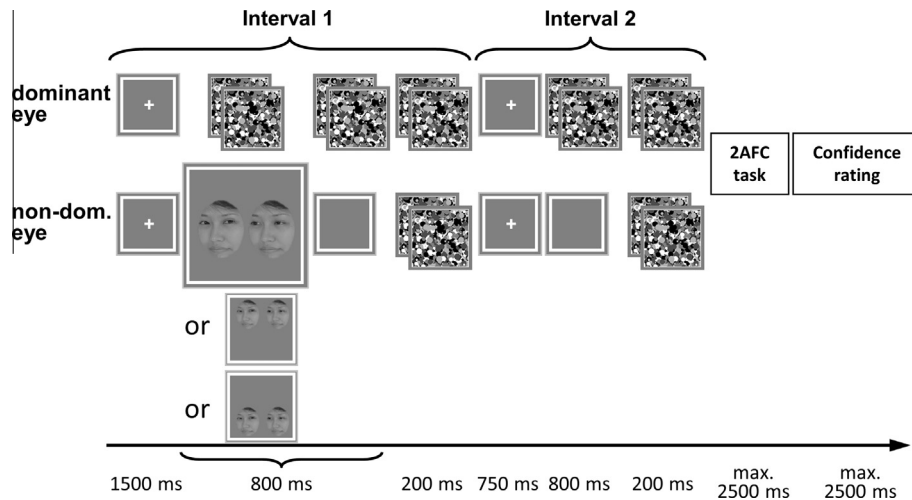 Interval 1
Interval 2
dominant
eye
2AFC
task
Confidence
rating
non-dom.
eye
or
or
1500 ms
800 ms
200 ms
750 ms
800 ms
200 ms
max.
2500 ms
max.
2500 ms